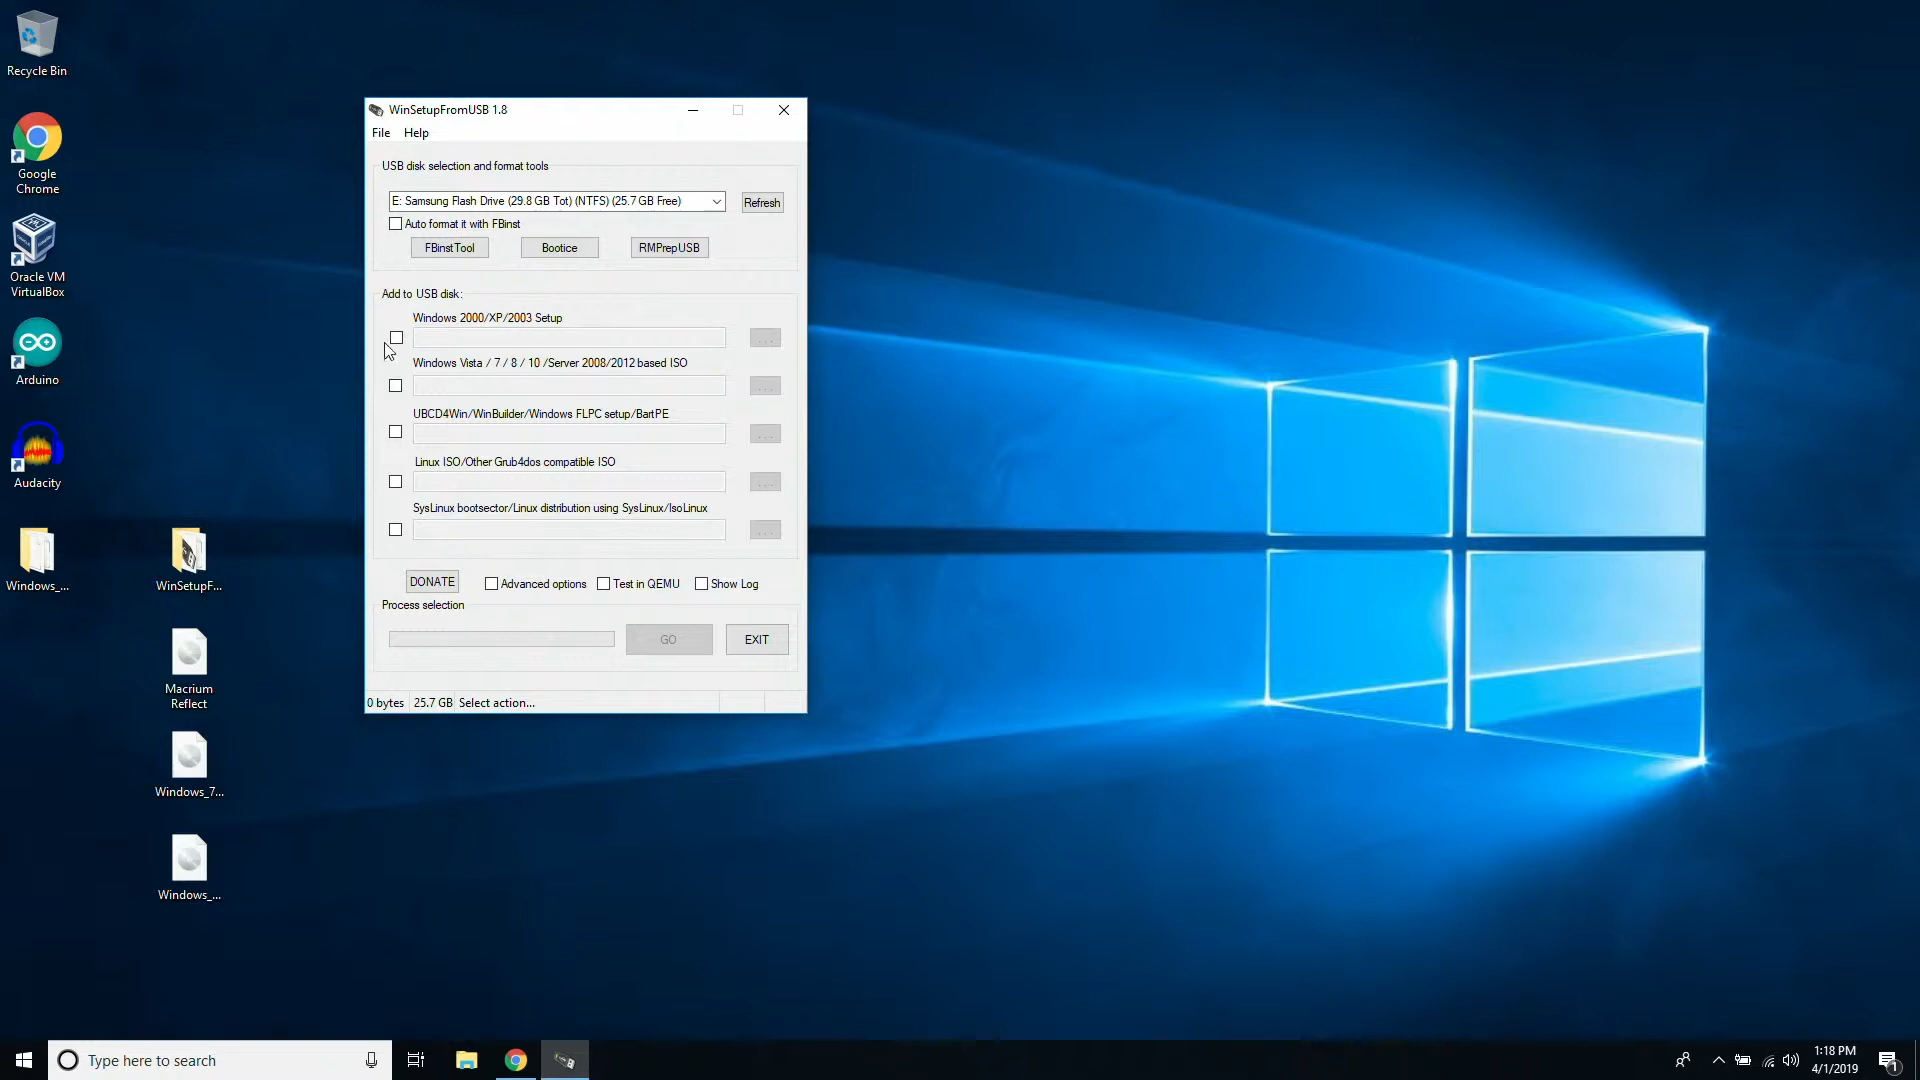 Recycle Bin
Google
Chrome
Oracle VM
VirtualBox
Arduino
Audacity
Windows_...
WinSetupF...
Macrium
Reflect
Windows_7...
Windows_...
WinSetupFromUSB 1.8
File Help
USB disk selection and format tools
E: Samsung Flash Drive (29.8 GB Tot) (NTFS) (25.7 GB Free)
Refresh
Auto format it with FBinst
FBinstTool Bootice RMPrepUSB
Add to USB disk:
Windows 2000/XP/2003 Setup
...
Windows Vista / 7 / 8 / 10 /Server 2008/2012 based ISO
...
UBCD4Win/WinBuilder/Windows FLPC setup/BartPE
...
Linux ISO/Other Grub4dos compatible ISO
...
SysLinux bootsector/Linux distribution using SysLinux/IsoLinux
...
DONATE Advanced options Test in QEMU Show Log
Process selection
GO EXIT
0 bytes 25.7 GB Select action...
Type here to search
1:18 PM
4/1/2019
1